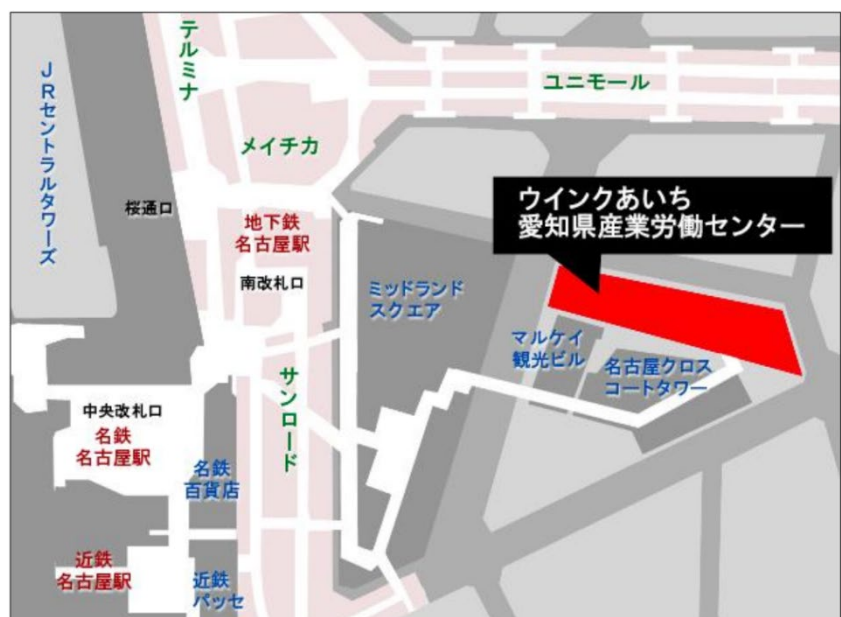 JRセントラルタワーズ
テルミナ
ユニモール
メイチカ
桜通口
地下鉄
名古屋駅
南改札口
ウインクあいち
愛知県産業労働センター
ミッドランド
スクエア
マルケイ
観光ビル
名古屋クロス
コートタワー
サンロード
中央改札口
名鉄
名古屋駅
名鉄
百貨店
近鉄
名古屋駅
近鉄
パッセ